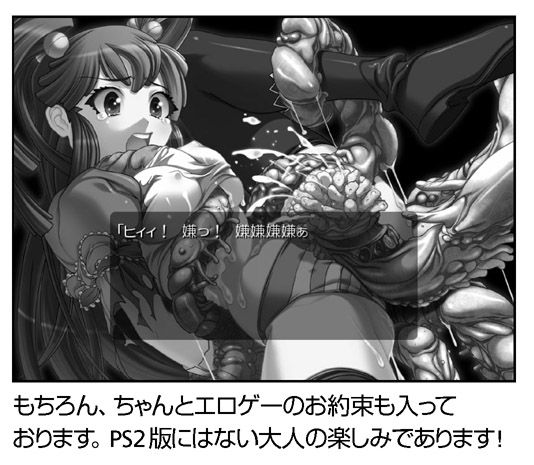 「ヒィィ！　嫌っ！　嫌嫌嫌嫌ぁ
もちろん、ちゃんとエロゲーのお約束も入って
おります。PS2版にはない大人の楽しみであります！